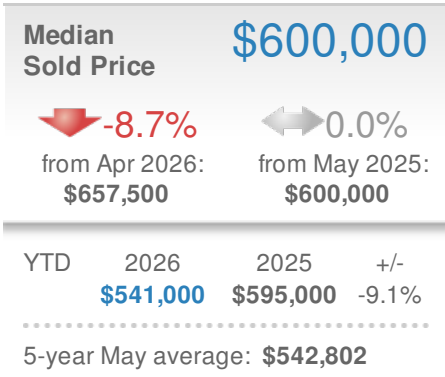 Median $600,000
Sold Price
-8.7% 0.0%
from Apr 2026: from May 2025:
$657,500 $600,000
YTD 2026 2025 +/-
$541,000 $595,000 -9.1%
5-year May average: $542,802